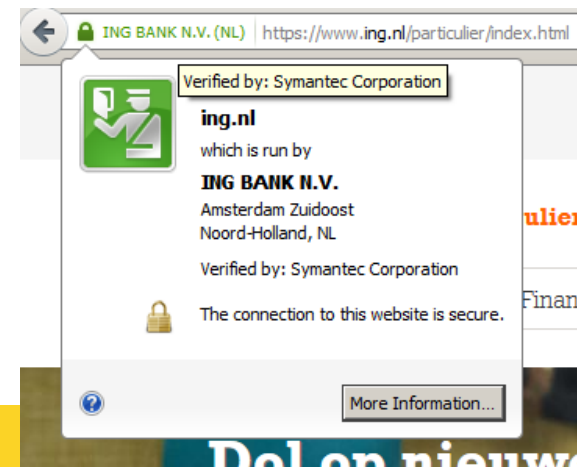 ING BANK N.V. (NL) https://www.ing.nl/particulier/index.html
Verified by: Symantec Corporation
ing.nl
which is run by
ING BANK N.V.
Amsterdam Zuidoost
Noord-Holland, NL
Verified by: Symantec Corporation
The connection to this website is secure.
More Information...
Dol op